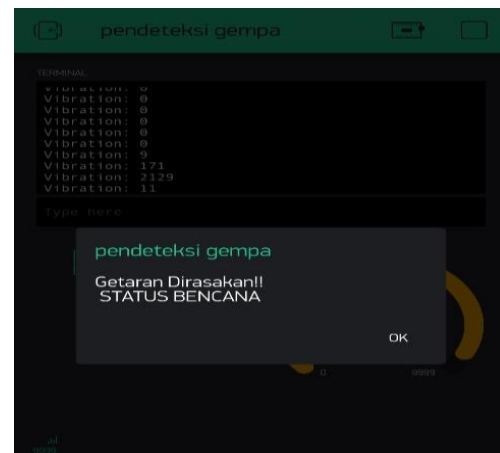 pendeteksi gempa
TERMINAL
Vibration: 0
Vibration: 0
Vibration: 0
Vibration: 0
Vibration: 0
Vibration: 9
Vibration: 171
Vibration: 2129
Vibration: 11
Type here
pendeteksi gempa
Getaran Dirasakan!!
STATUS BENCANA
OK
0
9999